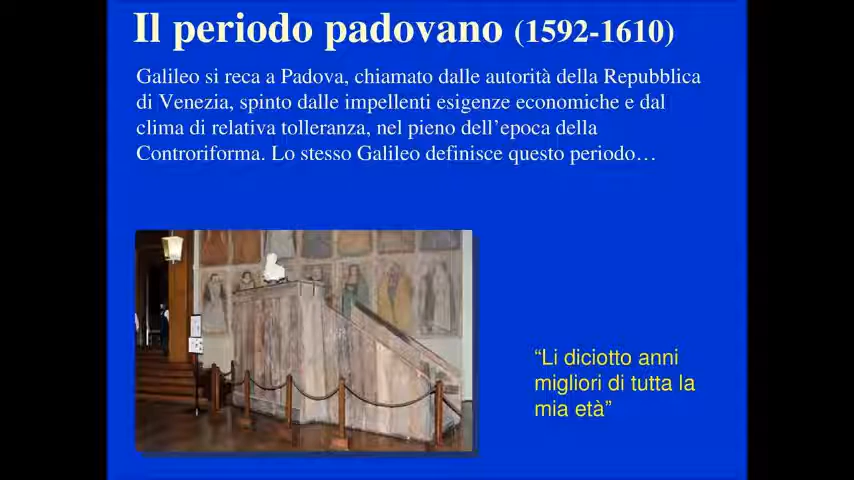 Il periodo padovano (1592-1610)
Galileo si reca a Padova, chiamato dalle autorità della Repubblica
di Venezia, spinto dalle impellenti esigenze economiche e dal
clima di relativa tolleranza, nel pieno dell’epoca della
Controriforma. Lo stesso Galileo definisce questo periodo…
“Li diciotto anni
migliori di tutta la
mia età”